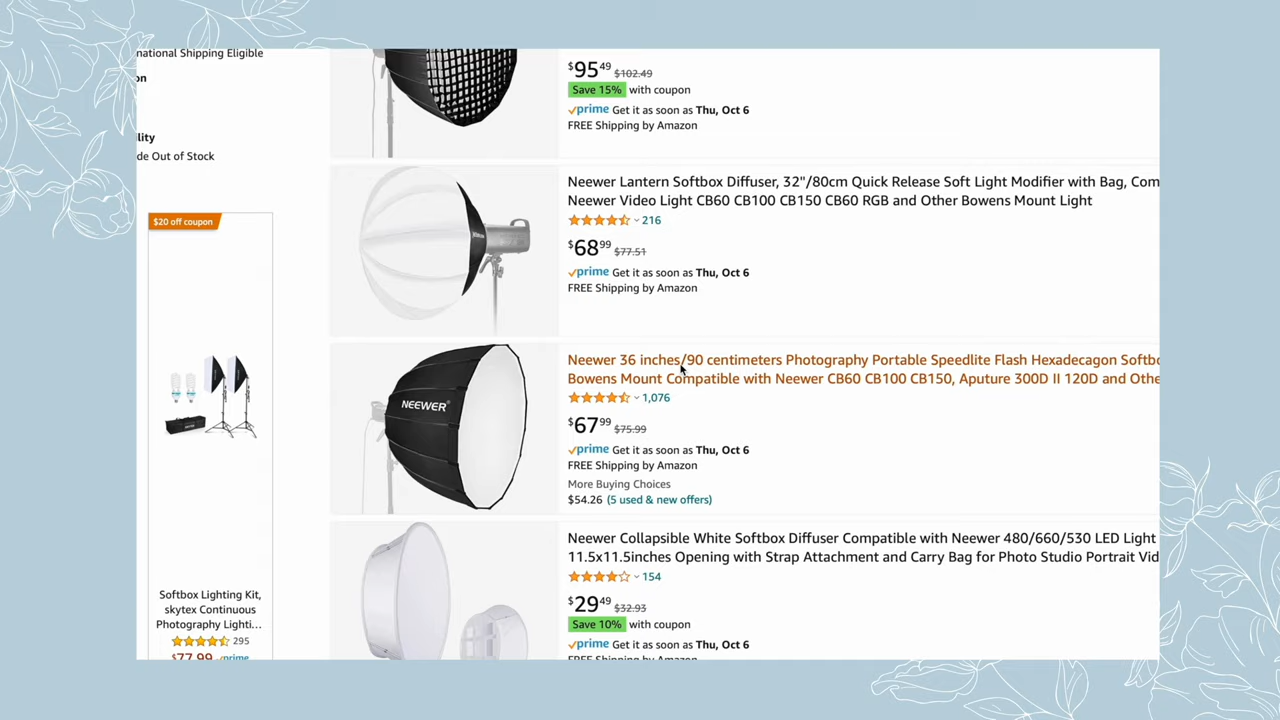 national Shipping Eligible
on
lity
de Out of Stock
$20 off coupon
Softbox Lighting Kit,
skytex Continuous
Photography Lighti...
295
$77.99 prime
$95 49 $102.49
Save 15% with coupon
prime Get it as soon as Thu, Oct 6
FREE Shipping by Amazon
Neewer Lantern Softbox Diffuser, 32"/80cm Quick Release Soft Light Modifier with Bag, Com
Neewer Video Light CB60 CB100 CB150 CB60 RGB and Other Bowens Mount Light
216
$68 99 $77.51
prime Get it as soon as Thu, Oct 6
FREE Shipping by Amazon
NEEWER
Neewer 36 inches/90 centimeters Photography Portable Speedlite Flash Hexadecagon Softbo
Bowens Mount Compatible with Neewer CB60 CB100 CB150, Aputure 300D II 120D and Othe
1,076
$67 99 $75.99
prime Get it as soon as Thu, Oct 6
FREE Shipping by Amazon
More Buying Choices
$54.26 (5 used & new offers)
Neewer Collapsible White Softbox Diffuser Compatible with Neewer 480/660/530 LED Light
11.5x11.5inches Opening with Strap Attachment and Carry Bag for Photo Studio Portrait Vid
154
$29 49 $32.93
Save 10% with coupon
prime Get it as soon as Thu, Oct 6
FREE Shipping by Amazon